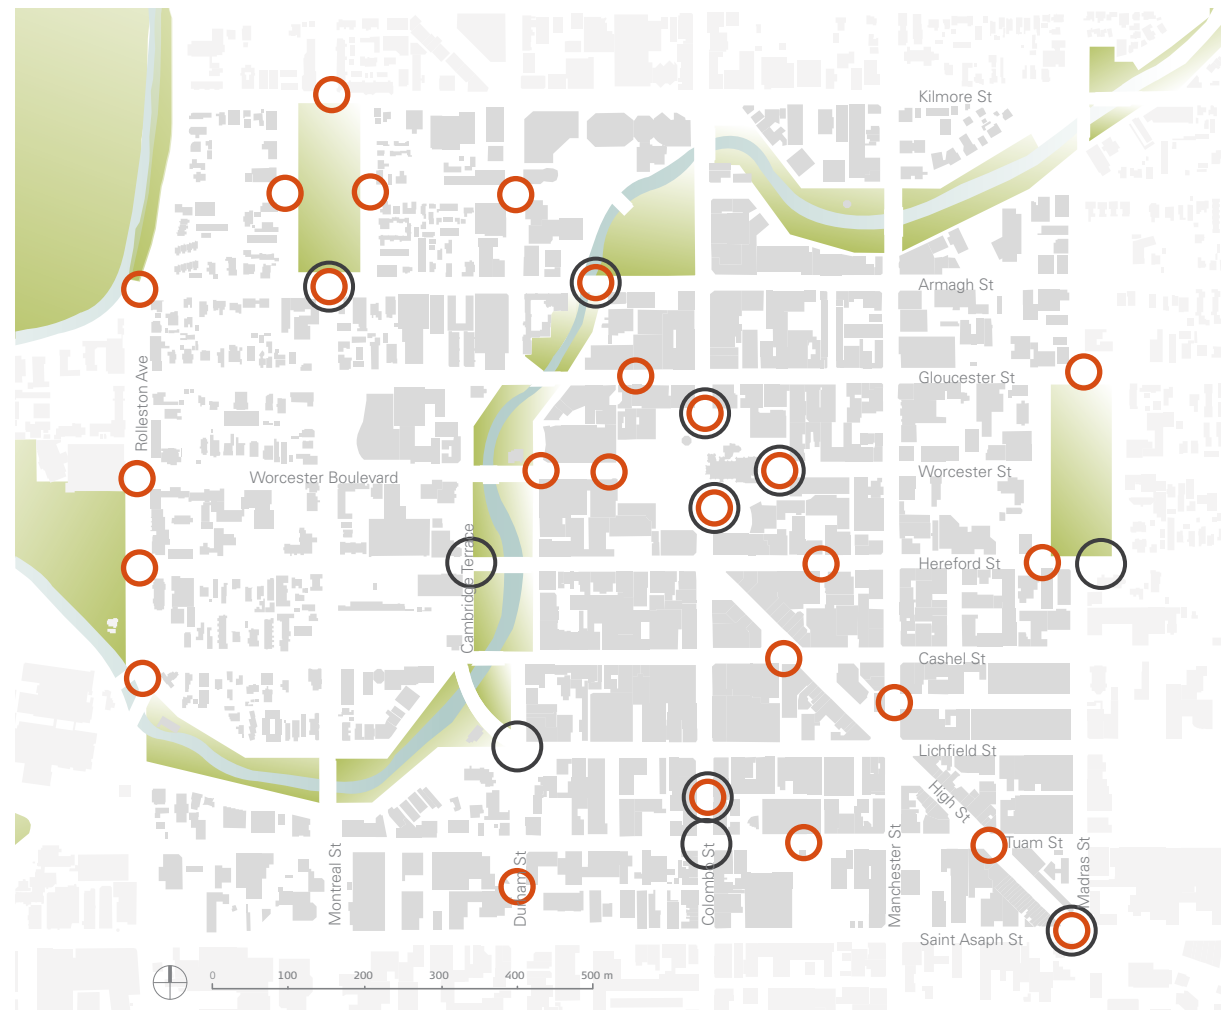 Kilmore St
Armagh St
Rolleston Ave
Gloucester St
Worcester Boulevard
Worcester St
Cambridge Terrace
Hereford St
Cashel St
Lichfield St
High St
Tuam St
Montreal St
Durham St
Colombo St
Manchester St
Madras St
Saint Asaph St
0 100 200 300 400 500 m